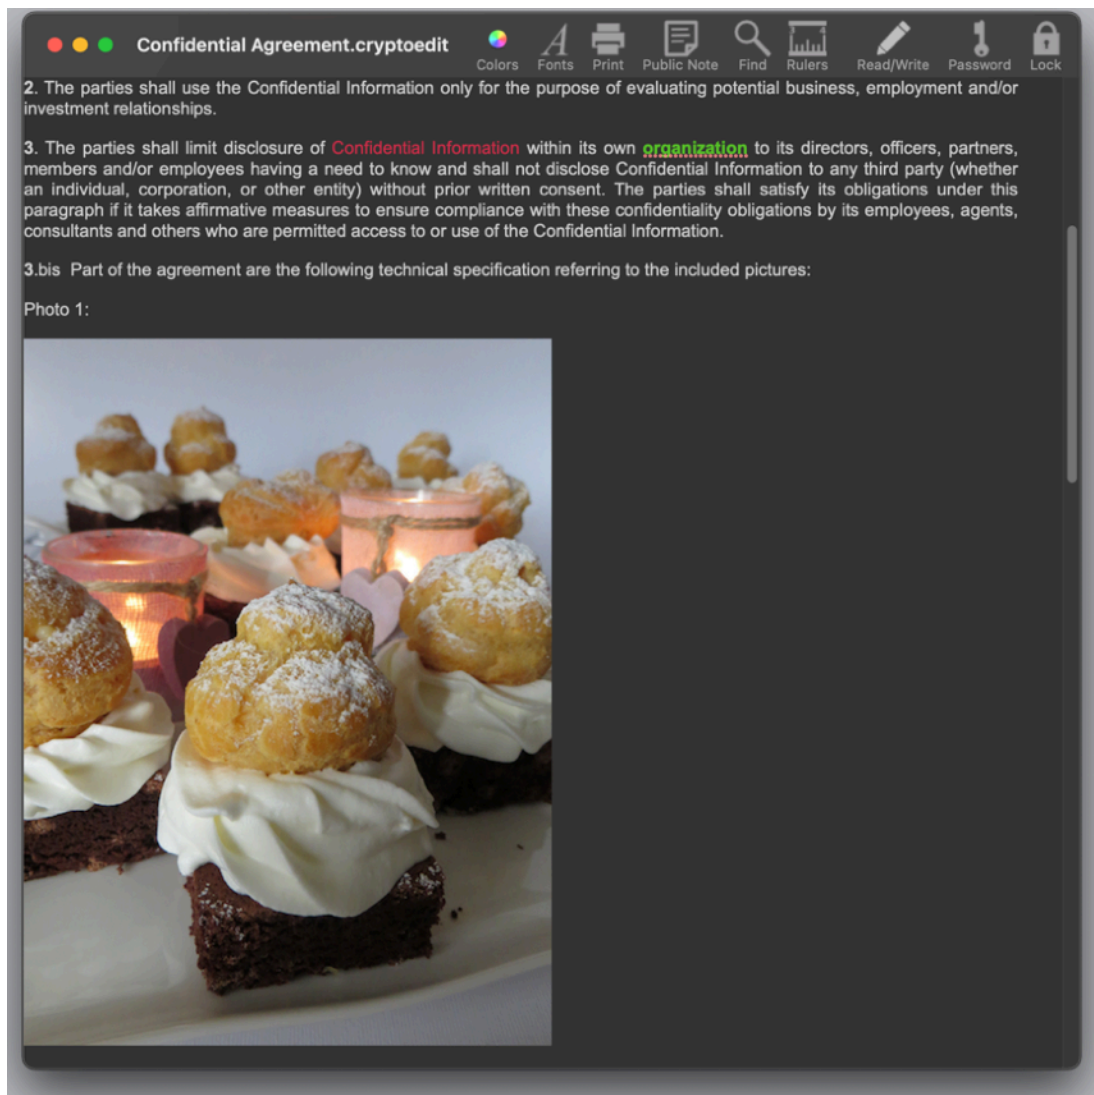 Confidential Agreement.cryptoedit
Colors Fonts Print Public Note Find Rulers Read/Write Password Lock
2. The parties shall use the Confidential Information only for the purpose of evaluating potential business, employment and/or
investment relationships.
3. The parties shall limit disclosure of Confidential Information within its own organization to its directors, officers, partners,
members and/or employees having a need to know and shall not disclose Confidential Information to any third party (whether
an individual, corporation, or other entity) without prior written consent. The parties shall satisfy its obligations under this
paragraph if it takes affirmative measures to ensure compliance with these confidentiality obligations by its employees, agents,
consultants and others who are permitted access to or use of the Confidential Information.
3.bis  Part of the agreement are the following technical specification referring to the included pictures:
Photo 1: